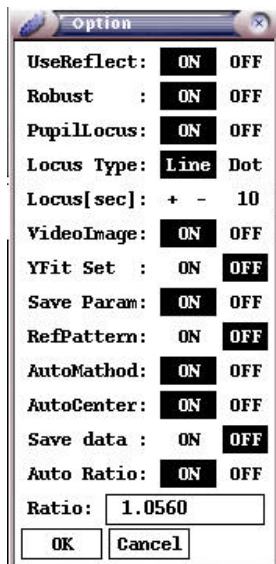 Option
UseReflect: ON OFF
Robust : ON OFF
PupilLocus: ON OFF
Locus Type: Line Dot
Locus[sec]: + - 10
VideoImage: ON OFF
YFit Set : ON OFF
Save Param: ON OFF
RefPattern: ON OFF
AutoMathod: ON OFF
AutoCenter: ON OFF
Save data : ON OFF
Auto Ratio: ON OFF
Ratio: 1.0560
OK Cancel